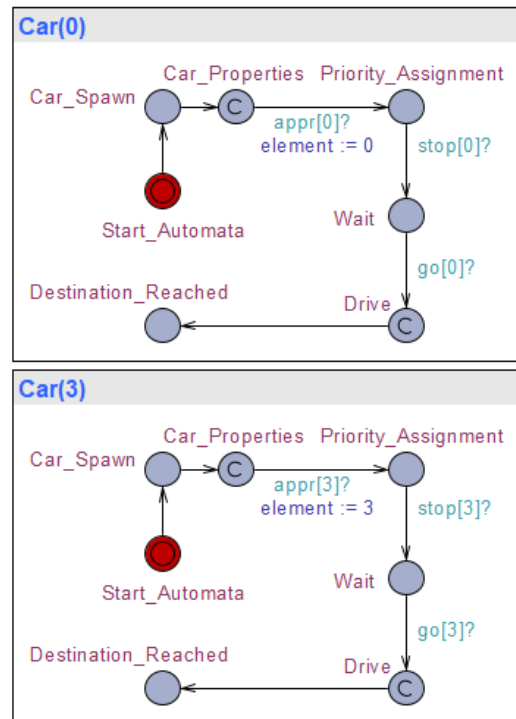 Car(0)
Car_Properties Priority_Assignment
Car_Spawn
C
appr[0]?
element := 0
stop[0]?
Start_Automata
Wait
go[0]?
Destination_Reached
Drive
C
Car(3)
Car_Properties Priority_Assignment
Car_Spawn
C
appr[3]?
element := 3
stop[3]?
Start_Automata
Wait
go[3]?
Destination_Reached
Drive
C